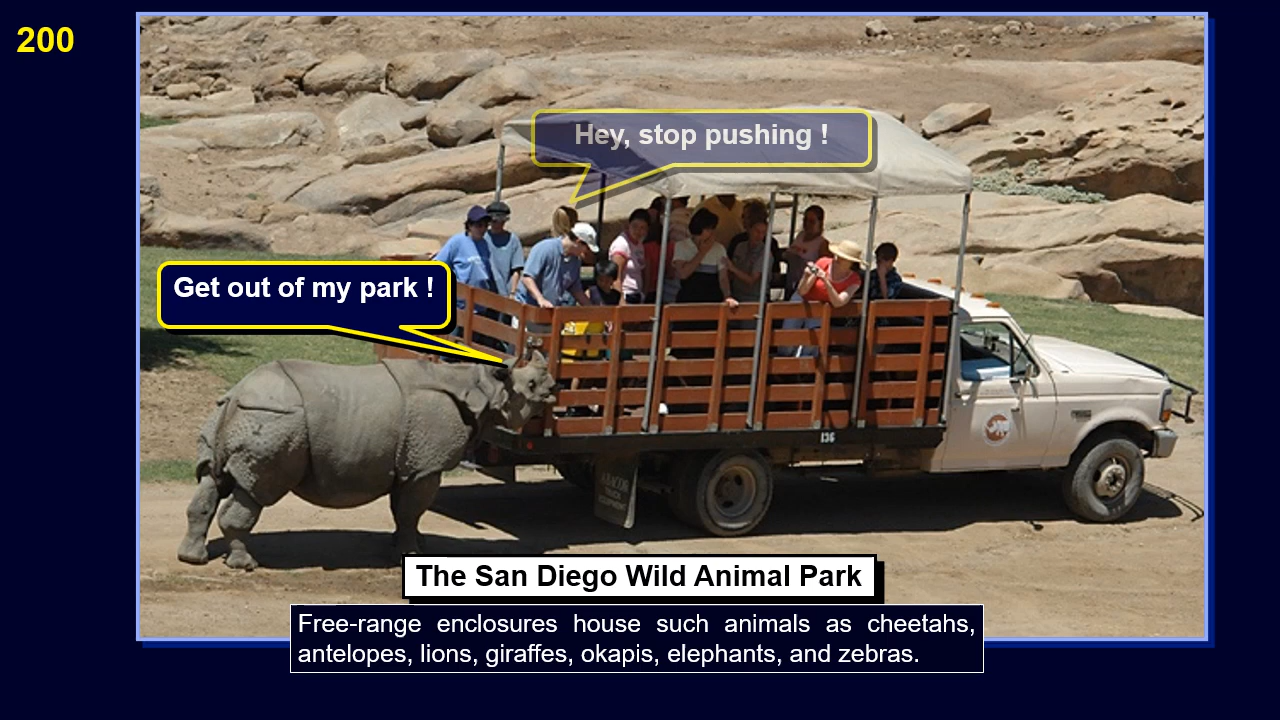 200
Hey, stop pushing !
Get out of my park !
136
The San Diego Wild Animal Park
Free-range enclosures house such animals as cheetahs,
antelopes, lions, giraffes, okapis, elephants, and zebras.